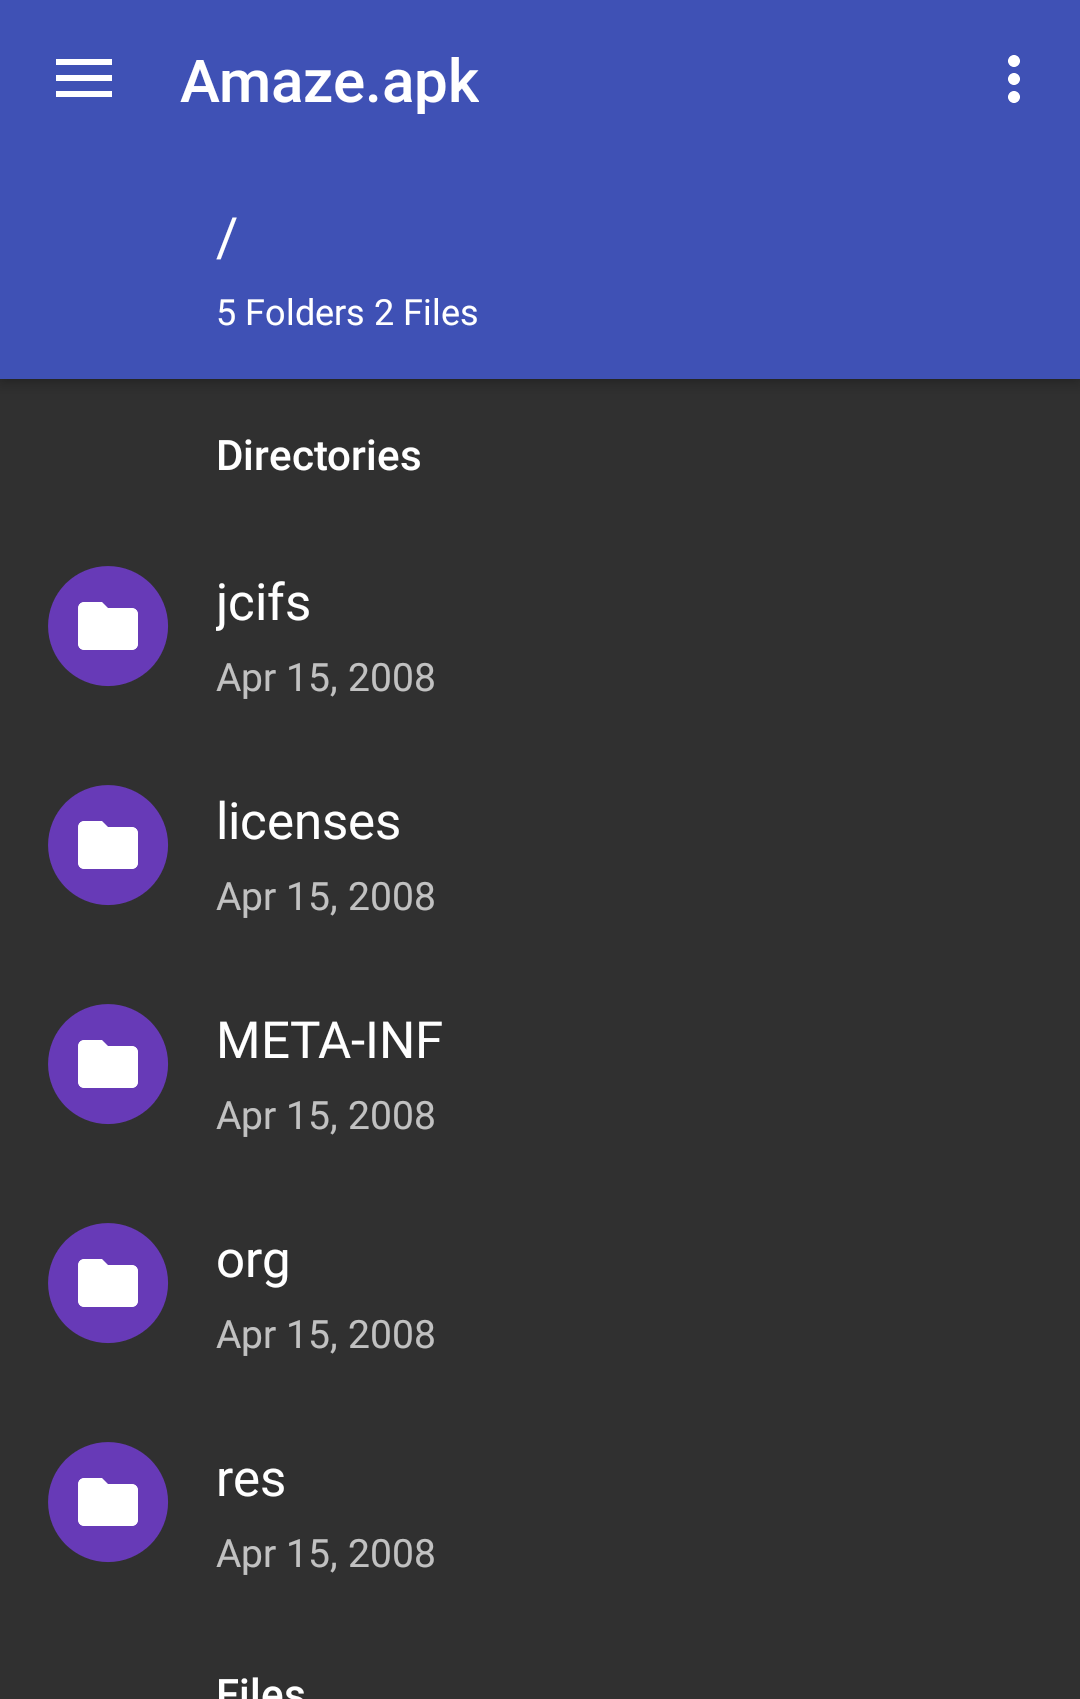 Amaze.apk
/
5 Folders 2 Files
Directories
jcifs
Apr 15, 2008
licenses
Apr 15, 2008
META-INF
Apr 15, 2008
org
Apr 15, 2008
res
Apr 15, 2008
Files